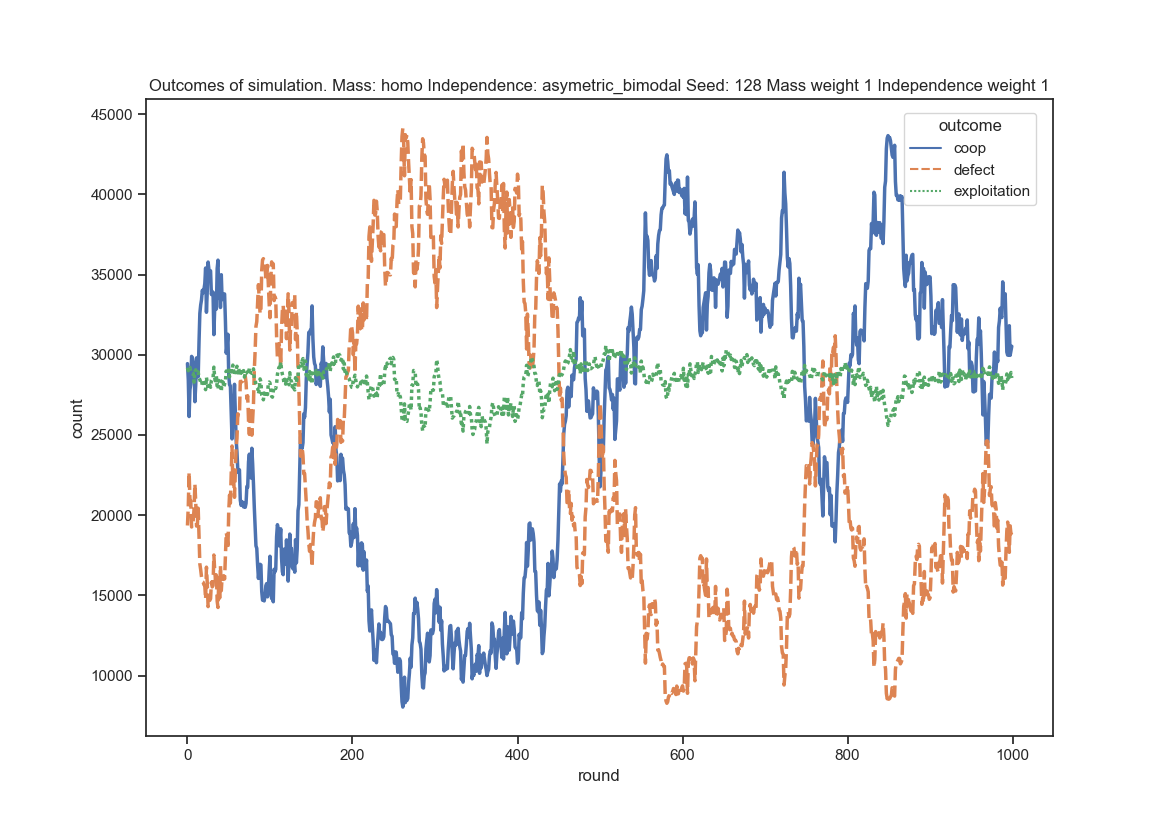 Outcomes of simulation. Mass: homo Independence: asymetric_bimodal Seed: 128 Mass weight 1 Independence weight 1
45000
40000
35000
30000
25000
20000
15000
10000
count
outcome
coop
defect
exploitation
0
200
400
600
800
1000
round